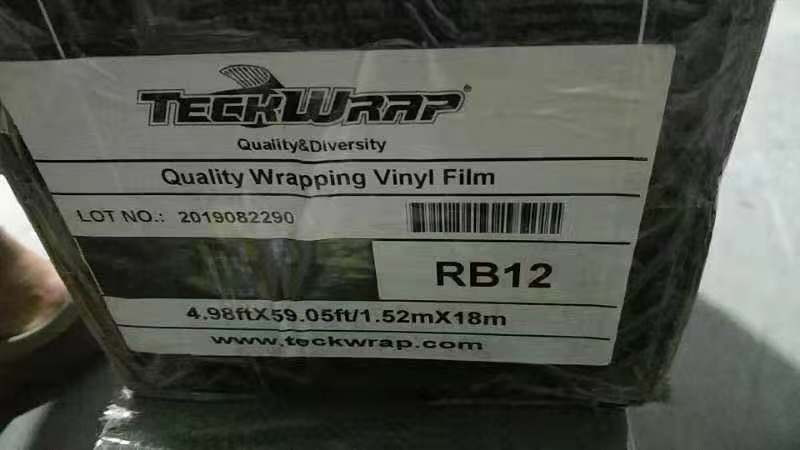 TECKWRAP®
Quality&Diversity
Quality Wrapping Vinyl Film
LOT NO.: 2019082290
RB12
4.98ftX59.05ft/1.52mX18m
www.teckwrap.com